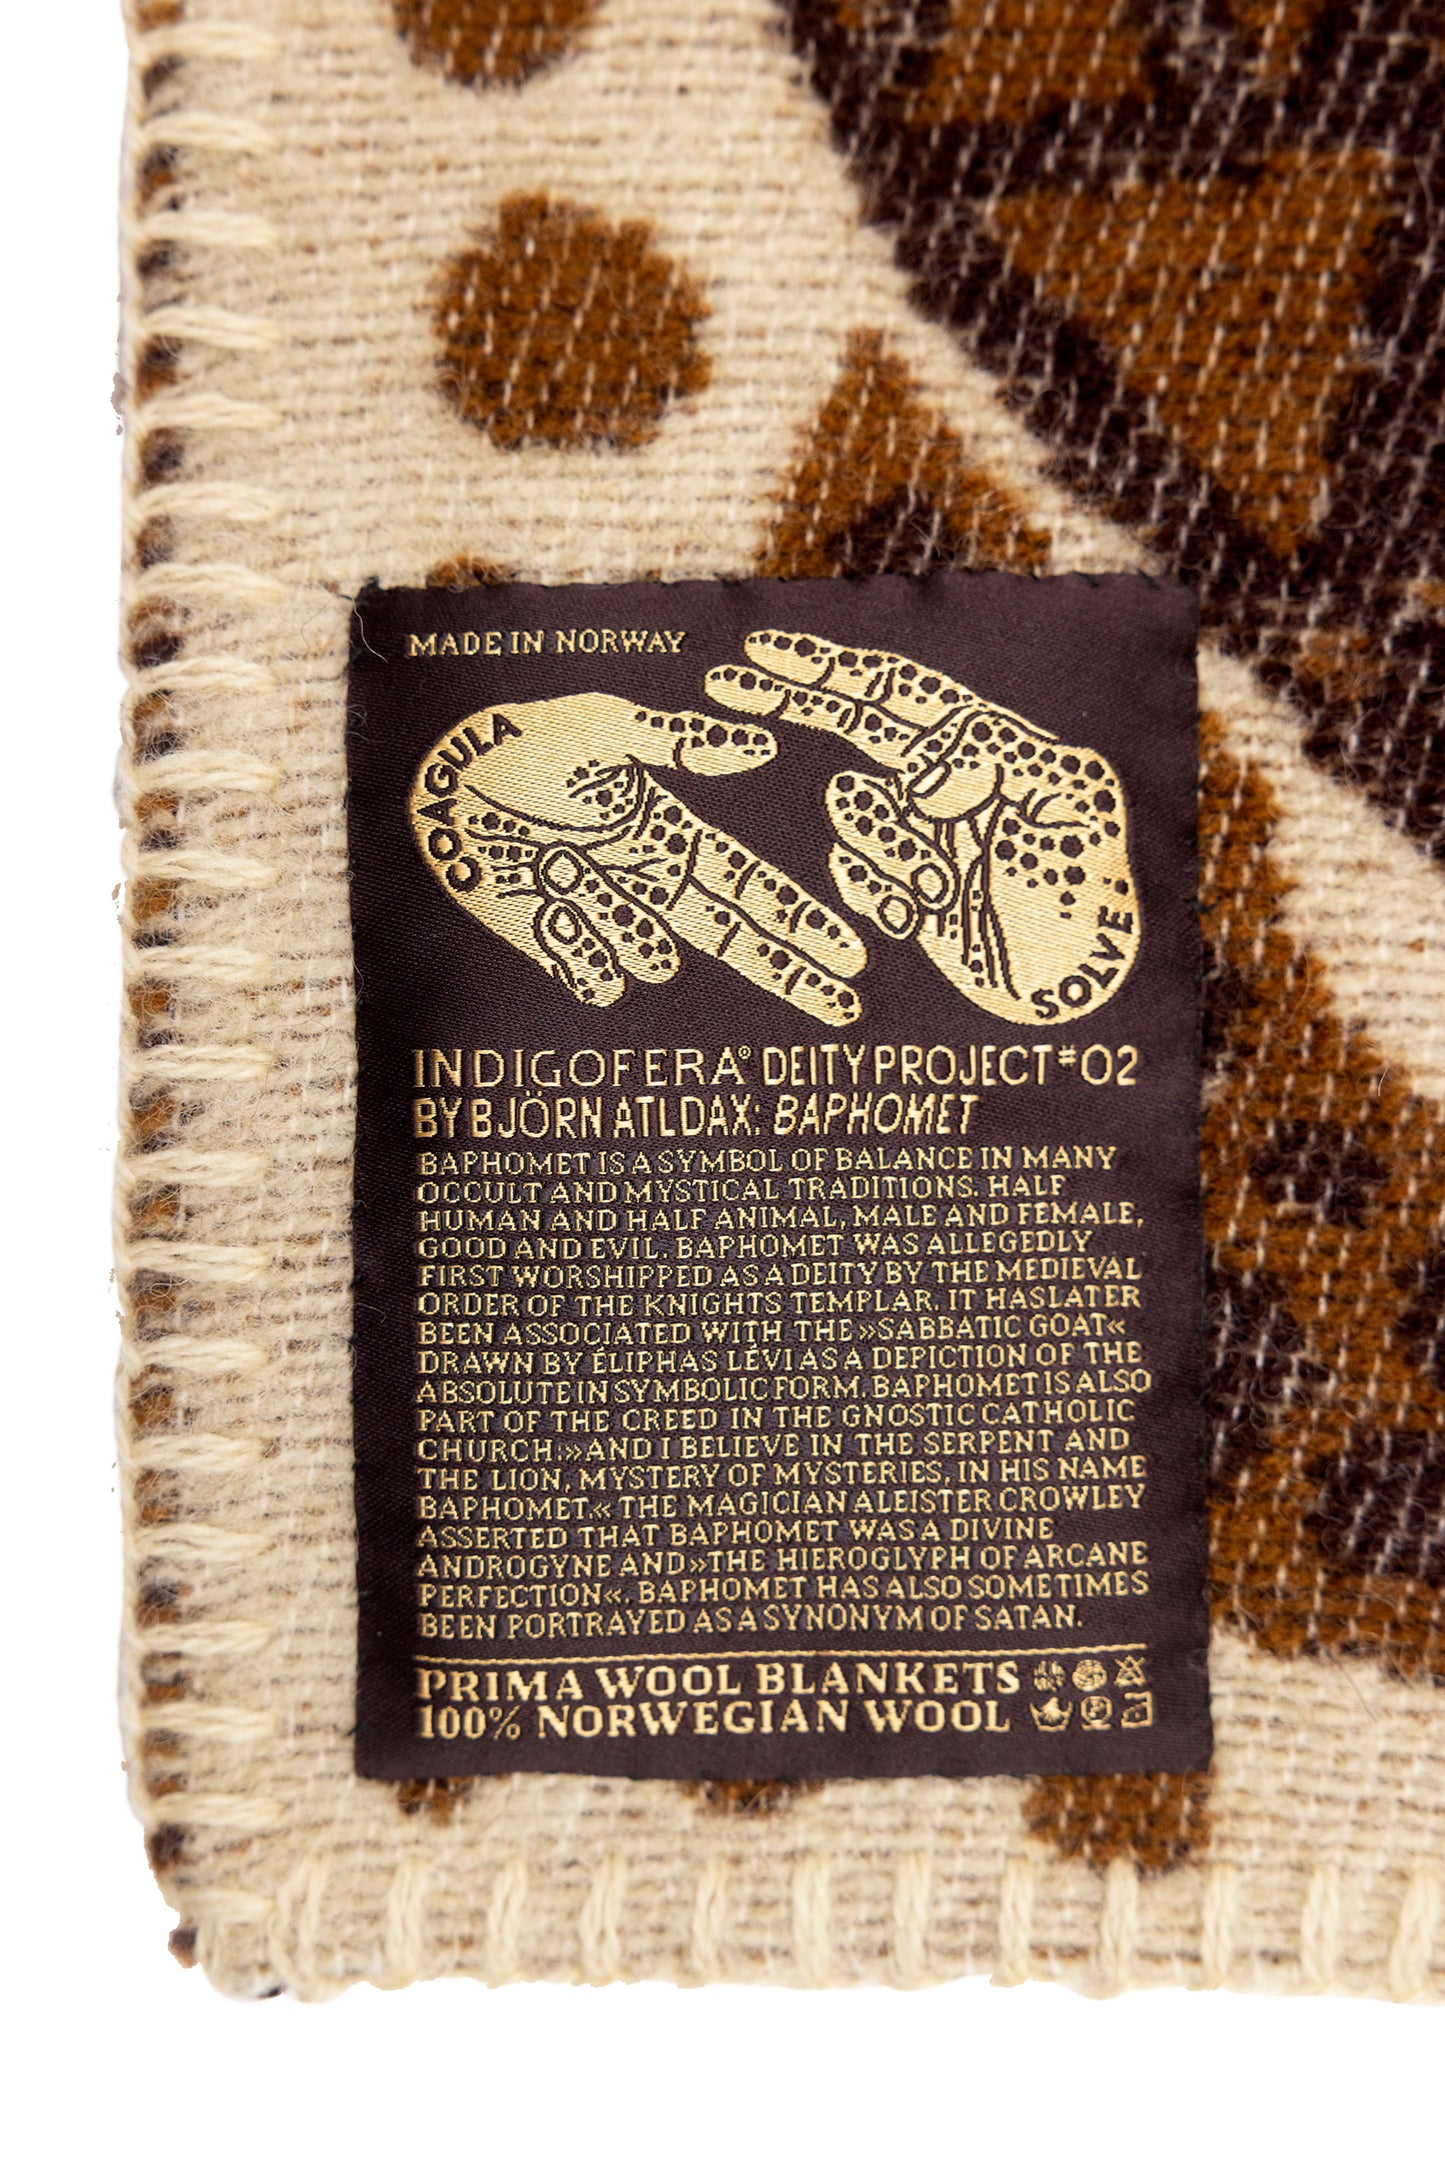 MADE IN NORWAY
COAGULA
SOLVE:
INDIGOFERA® DEITY PROJECT #02
BY BJÖRN ATLDAX: BAPHOMET
BAPHOMET IS A SYMBOL OF BALANCE IN MANY
OCCULT AND MYSTICAL TRADITIONS. HALF
HUMAN AND HALF ANIMAL, MALE AND FEMALE,
GOOD AND EVIL. BAPHOMET WAS ALLEGEDLY
FIRST WORSHIPPED AS A DEITY BY THE MEDIEVAL
ORDER OF THE KNIGHTS TEMPLAR. IT HAS LATER
BEEN ASSOCIATED WITH THE »SABBATIC GOAT«
DRAWN BY ÉLIPHAS LÉVI AS A DEPICTION OF THE
ABSOLUTE IN SYMBOLIC FORM. BAPHOMET IS ALSO
PART OF THE CREED IN THE GNOSTIC CATHOLIC
CHURCH:»AND I BELIEVE IN THE SERPENT AND
THE LION, MYSTERY OF MYSTERIES, IN HIS NAME
BAPHOMET.« THE MAGICIAN ALEISTER CROWLEY
ASSERTED THAT BAPHOMET WAS A DIVINE
ANDROGYNE AND »THE HIEROGLYPH OF ARCANE
PERFECTION«. BAPHOMET HAS ALSO SOMETIMES
BEEN PORTRAYED AS A SYNONYM OF SATAN.
PRIMA WOOL BLANKETS
100% NORWEGIAN WOOL